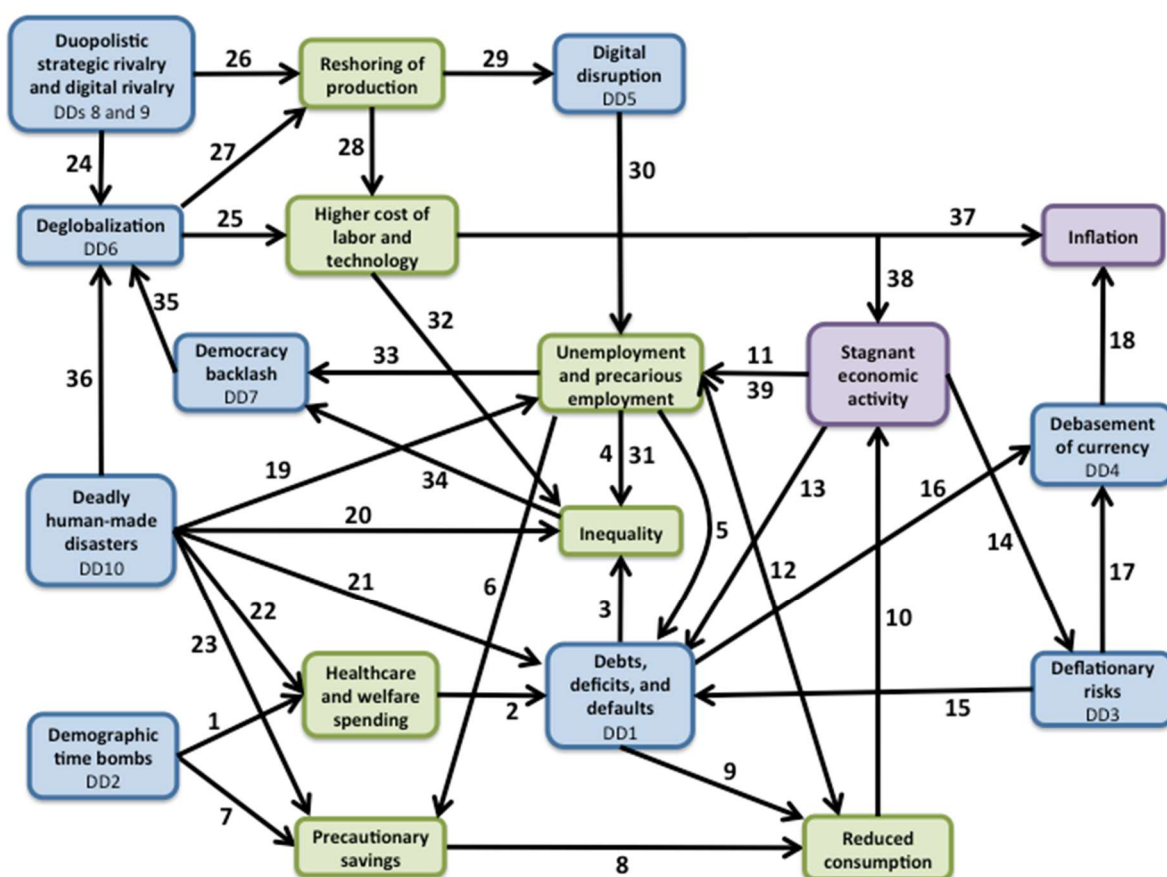 Duopolistic
strategic rivalry
and digital rivalry
DDs 8 and 9
26
Reshoring of
production
29
Digital
disruption
DD5
24
27
28
30
Deglobalization
DD6
25
Higher cost of
labor and
technology
37
Inflation
38
35
32
36
Democracy
backlash
DD7
33
Unemployment
and precarious
employment
11
39
Stagnant
economic
activity
18
Debasement
of currency
DD4
19
34
4
31
13
16
Deadly
human-made
disasters
DD10
20
Inequality
5
14
21
6
3
12
10
17
22
23
Healthcare
and welfare
spending
2
Debts,
deficits, and
defaults
DD1
15
Deflationary
risks
DD3
1
Demographic
time bombs
DD2
9
7
Precautionary
savings
8
Reduced
consumption